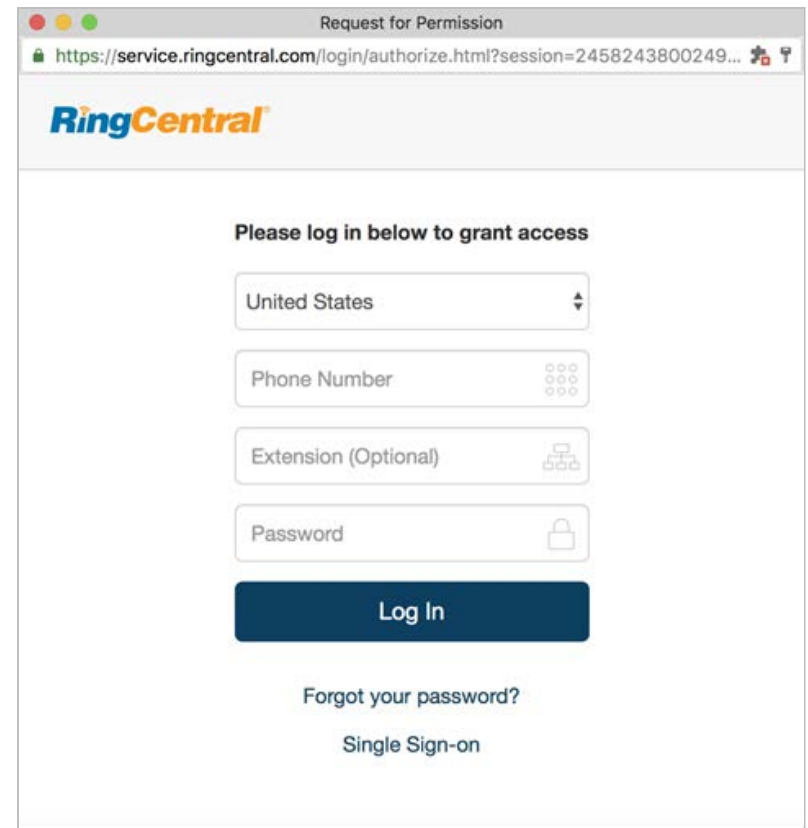 Request for Permission
https://service.ringcentral.com/login/authorize.html?session=2458243800249...
RingCentral®
Please log in below to grant access
United States
Phone Number
Extension (Optional)
Password
Log In
Forgot your password?
Single Sign-on